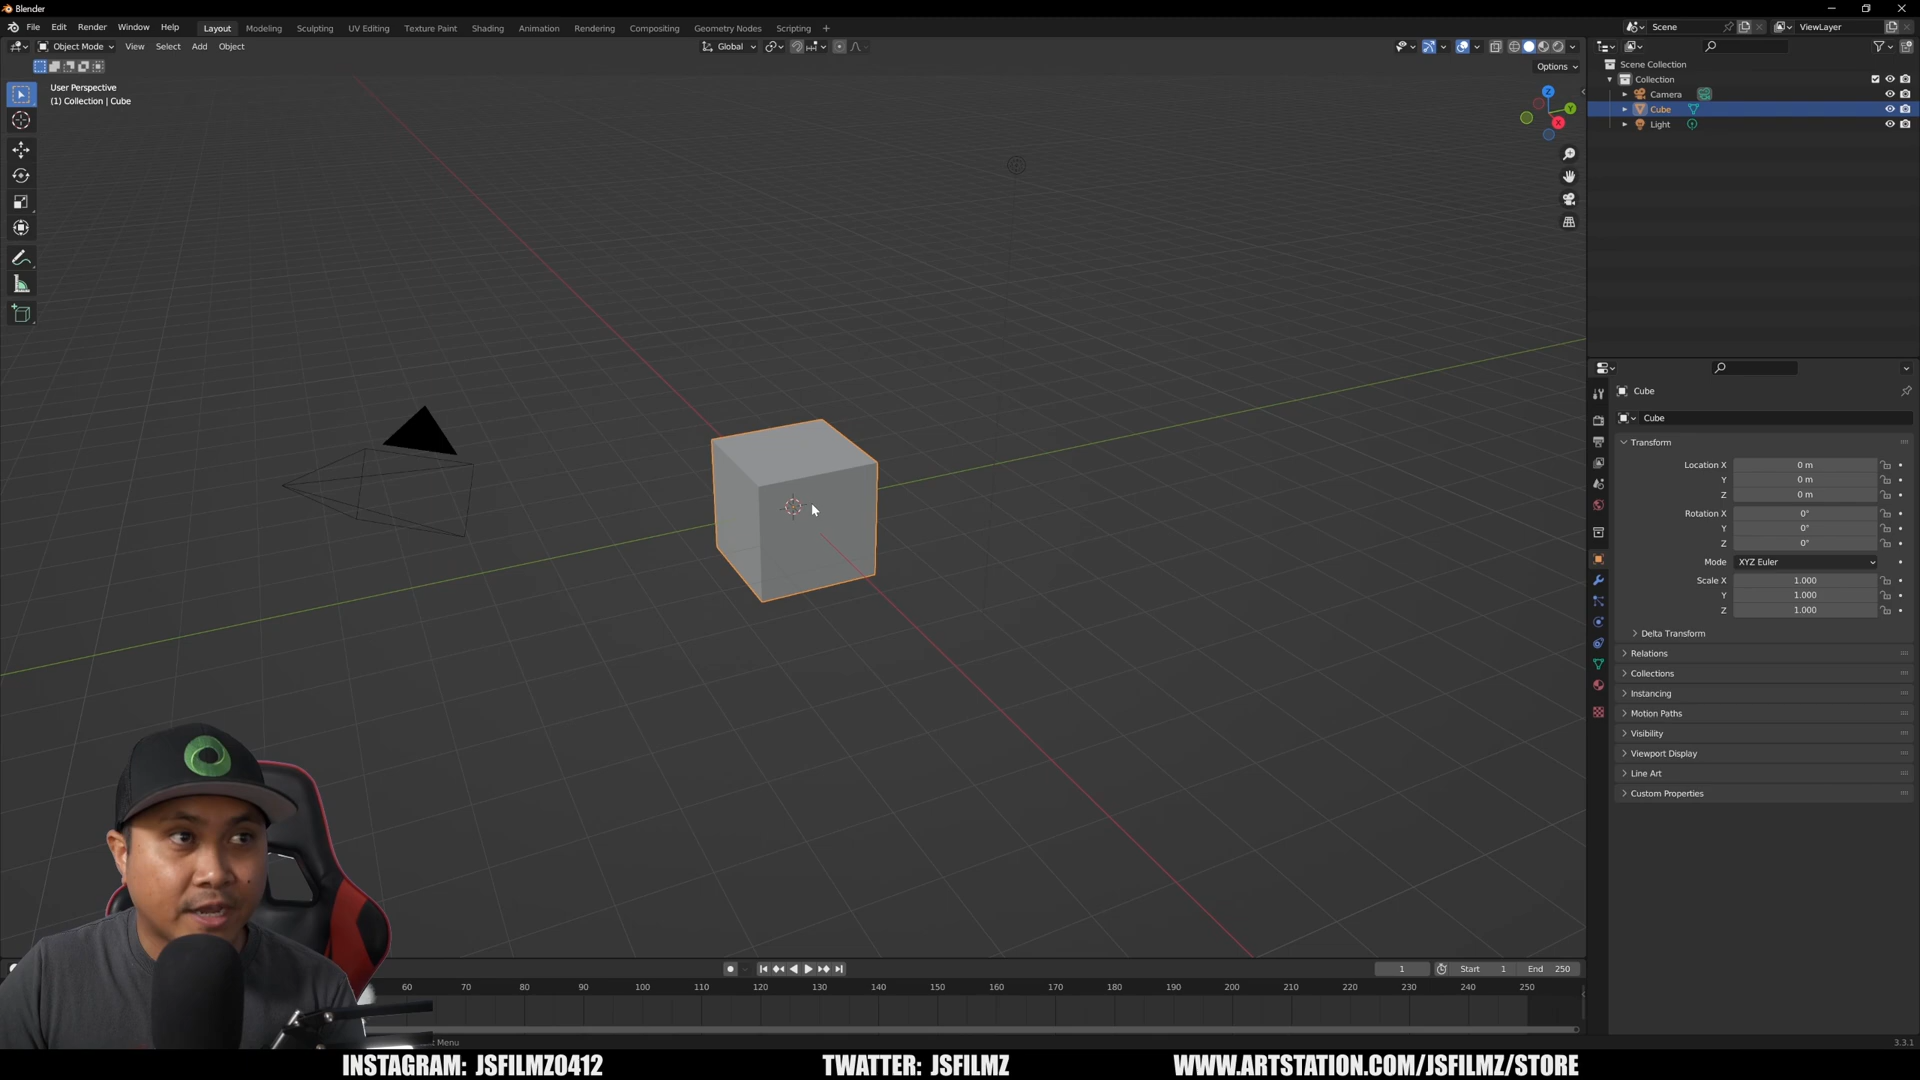 Blender
File Edit Render Window Help Layout Modeling Sculpting UV Editing Texture Paint Shading Animation Rendering Compositing Geometry Nodes Scripting + Scene ViewLayer
Object Mode View Select Add Object Global
Options
User Perspective
(1) Collection | Cube
Z
Y
X
Scene Collection
Collection
Camera
Cube
Light
Cube
Cube
Transform
Location X 0 m
Y 0 m
Z 0 m
Rotation X 0°
Y 0°
Z 0°
Mode XYZ Euler
Scale X 1.000
Y 1.000
Z 1.000
Delta Transform
Relations
Collections
Instancing
Motion Paths
Visibility
Viewport Display
Line Art
Custom Properties
1 Start 1 End 250
60 70 80 90 100 110 120 130 140 150 160 170 180 190 200 210 220 230 240 250
Menu
3.3.1
INSTAGRAM: JSFILMZ0412 TWATTER: JSFILMZ WWW.ARTSTATION.COM/JSFILMZ/STORE